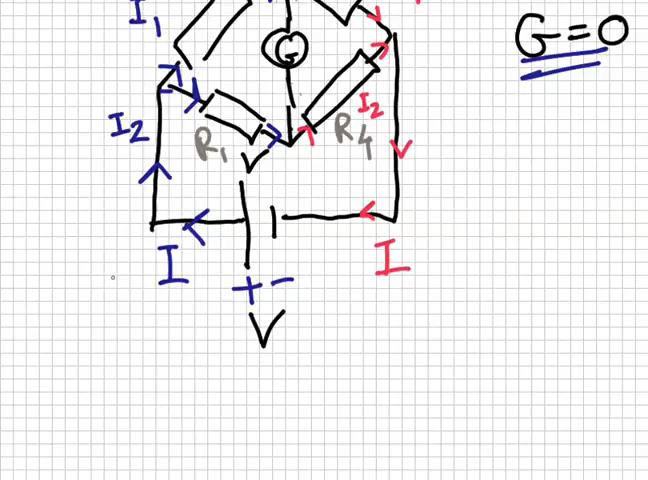 I1
G=0
G
I2
I2
R1
R4
I
I
+ -
V